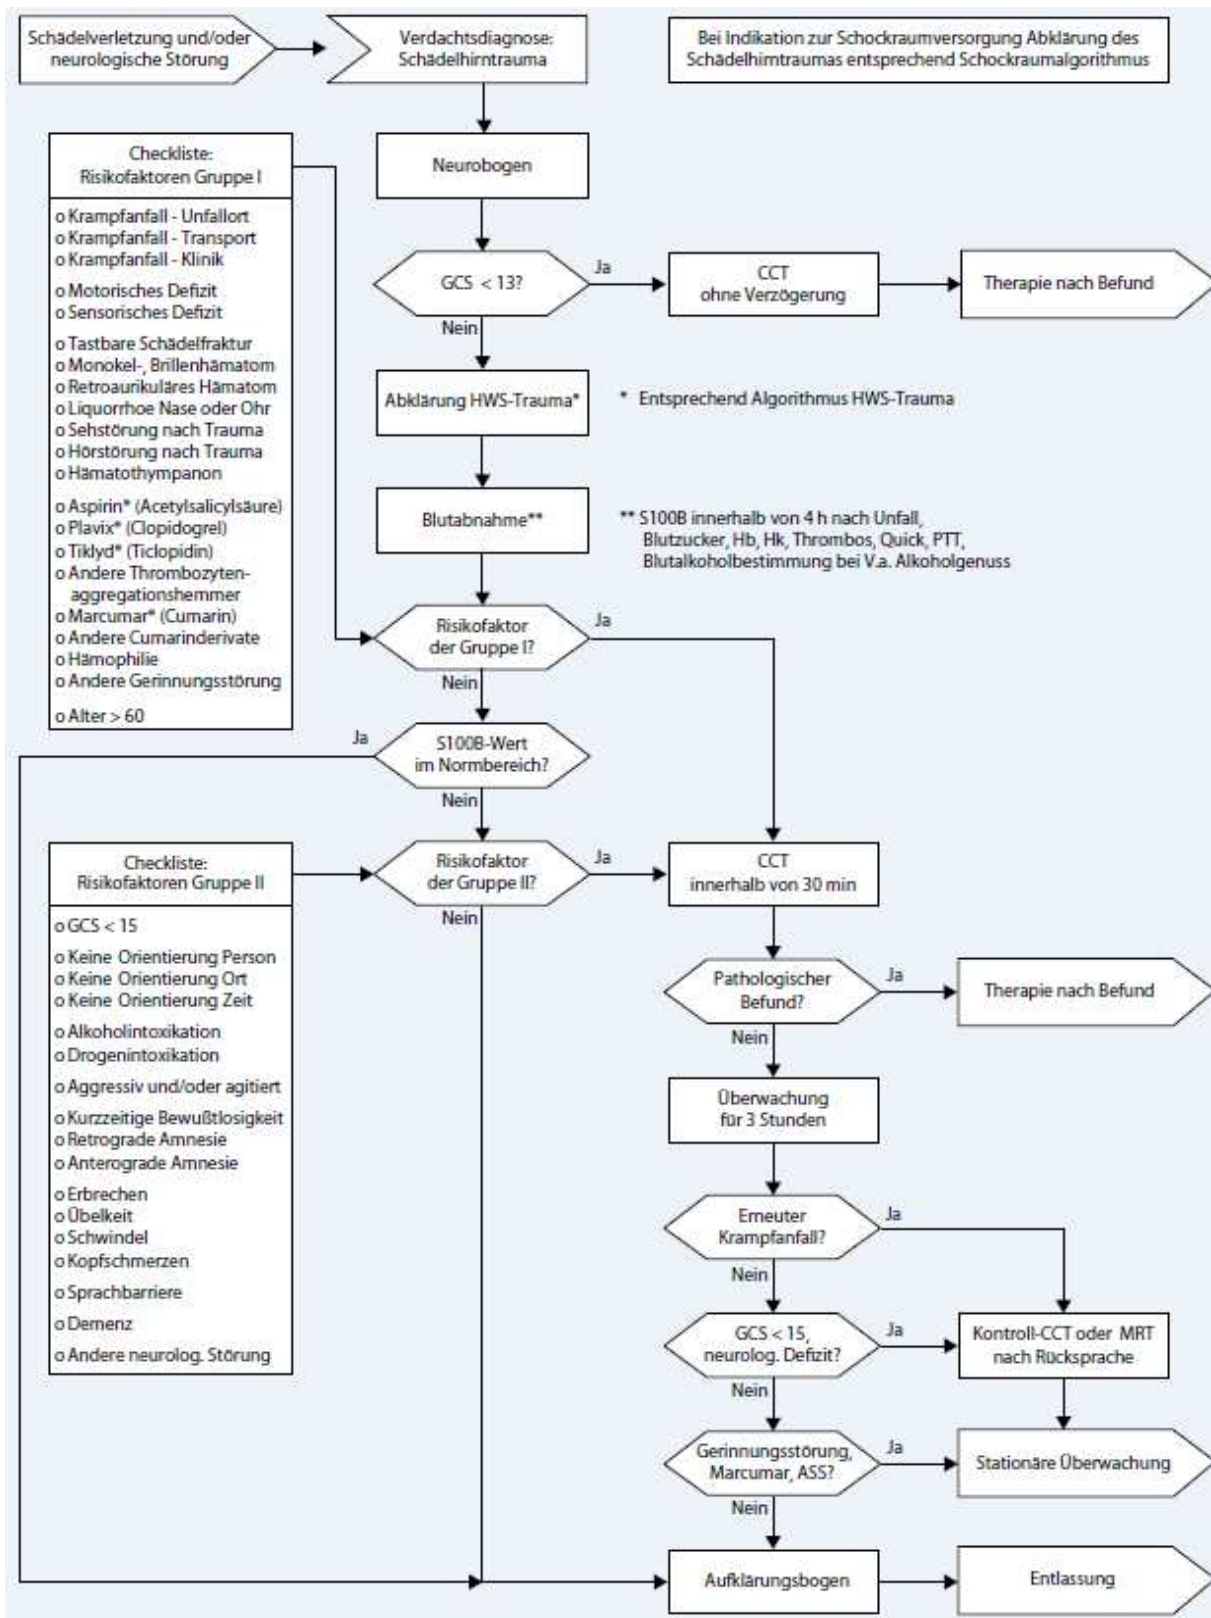 Schädelverletzung und/oder
neurologische Störung
Verdachtsdiagnose:
Schädelhirntrauma
Bei Indikation zur Schockraumversorgung Abklärung des
Schädelhirntraumas entsprechend Schockraumalgorithmus
Neurobogen
Checkliste:
Risikofaktoren Gruppe I
o Krampfanfall - Unfallort
o Krampfanfall - Transport
o Krampfanfall - Klinik
o Motorisches Defizit
o Sensorisches Defizit
o Tastbare Schädelfraktur
o Monokel-, Brillenhämatom
o Retroaurikuläres Hämatom
o Liquorrhoe Nase oder Ohr
o Sehstörung nach Trauma
o Hörstörung nach Trauma
o Hämatothympanon
o Aspirin* (Acetylsalicylsäure)
o Plavix* (Clopidogrel)
o Tiklyd* (Ticlopidin)
o Andere Thrombozyten-
aggregationshemmer
o Marcumar* (Cumarin)
o Andere Cumarinderivate
o Hämophilie
o Andere Gerinnungsstörung
o Alter > 60
GCS < 13?
Ja
Nein
CCT
ohne Verzögerung
Therapie nach Befund
Abklärung HWS-Trauma*
* Entsprechend Algorithmus HWS-Trauma
Blutabnahme**
** S100B innerhalb von 4 h nach Unfall,
Blutzucker, Hb, Hk, Thrombos, Quick, PTT,
Blutalkoholbestimmung bei V.a. Alkoholgenuss
Risikofaktor
der Gruppe I?
Ja
Nein
S100B-Wert
im Normbereich?
Ja
Nein
Checkliste:
Risikofaktoren Gruppe II
o GCS < 15
o Keine Orientierung Person
o Keine Orientierung Ort
o Keine Orientierung Zeit
o Alkoholintoxikation
o Drogenintoxikation
o Aggressiv und/oder agitiert
o Kurzzeitige Bewußtlosigkeit
o Retrograde Amnesie
o Anterograde Amnesie
o Erbrechen
o Übelkeit
o Schwindel
o Kopfschmerzen
o Sprachbarriere
o Demenz
o Andere neurolog. Störung
Risikofaktor
der Gruppe II?
Ja
Nein
CCT
innerhalb von 30 min
Pathologischer
Befund?
Ja
Nein
Therapie nach Befund
Überwachung
für 3 Stunden
Erneuter
Krampfanfall?
Ja
Nein
GCS < 15,
neurolog. Defizit?
Ja
Nein
Kontroll-CCT oder MRT
nach Rücksprache
Gerinnungsstörung,
Marcumar, ASS?
Ja
Nein
Stationäre Überwachung
Aufklärungsbogen
Entlassung